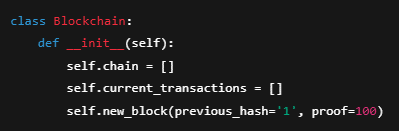 class Blockchain:
    def __init__(self):
        self.chain = []
        self.current_transactions = []
        self.new_block(previous_hash='1', proof=100)